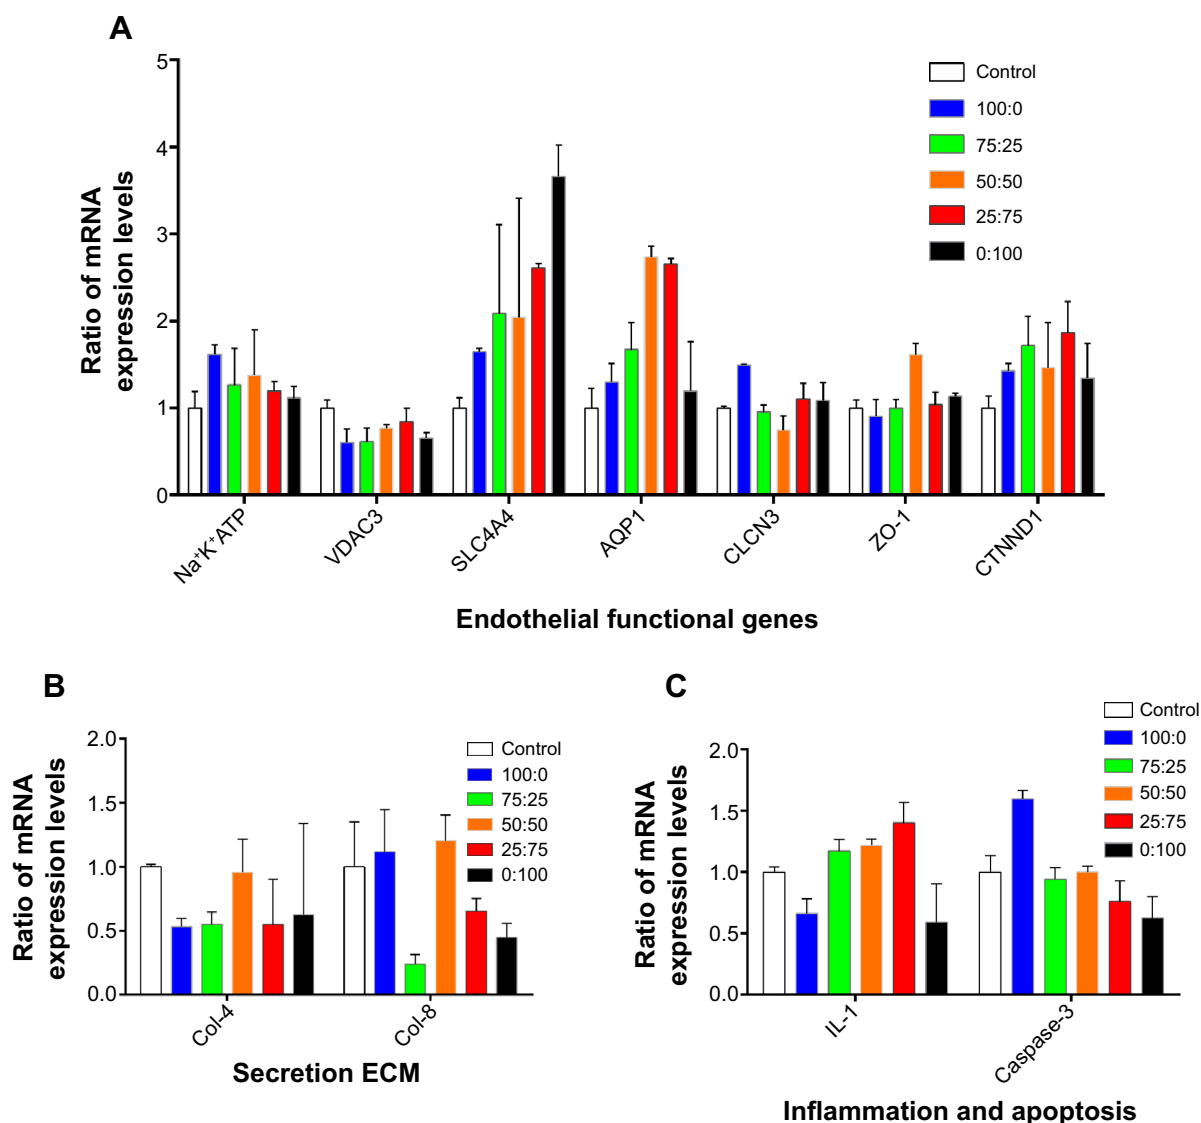 A
Ratio of mRNA
expression levels
5
4
3
2
1
0
Control
100:0
75:25
50:50
25:75
0:100
Na⁺K⁺ATP
VDAC3
SLC4A4
AQP1
CLCN3
ZO-1
CTNND1
Endothelial functional genes
B
Ratio of mRNA
expression levels
2.0
1.5
1.0
0.5
0.0
Control
100:0
75:25
50:50
25:75
0:100
Col-4
Col-8
Secretion ECM
C
Ratio of mRNA
expression levels
2.0
1.5
1.0
0.5
0.0
Control
100:0
75:25
50:50
25:75
0:100
IL-1
Caspase-3
Inflammation and apoptosis